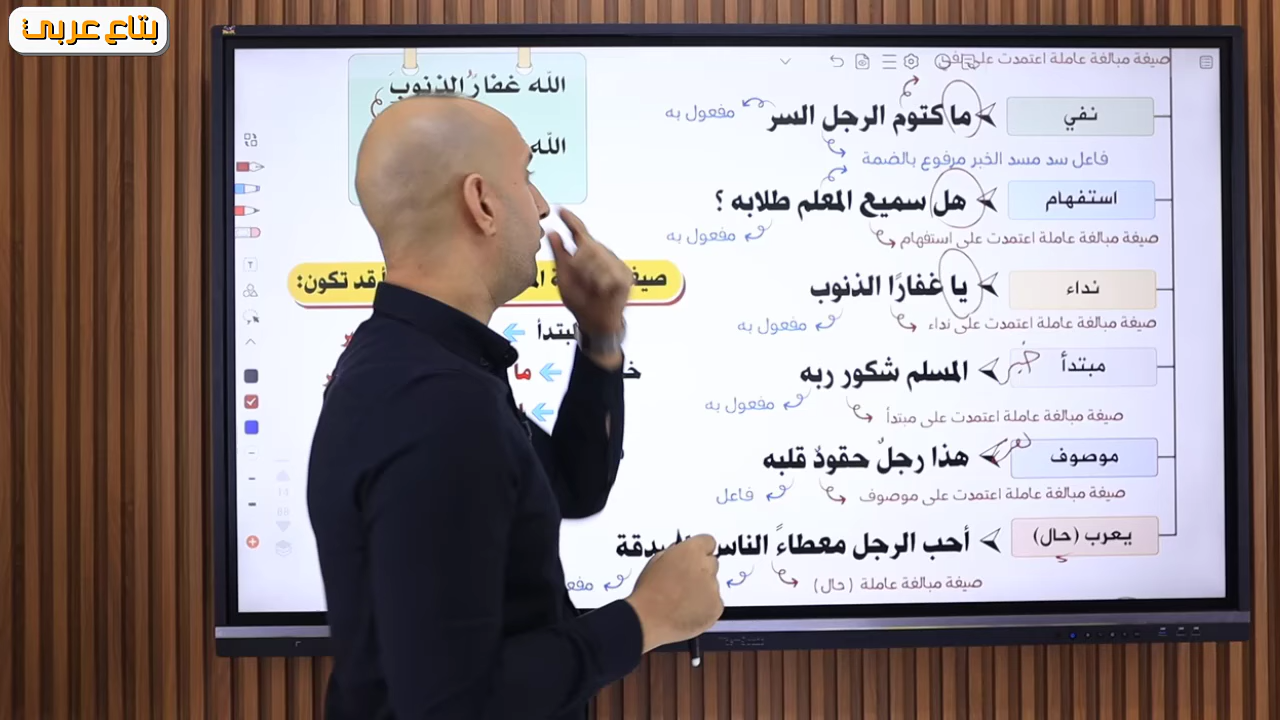 بتاع عربي
صيغة مبالغة عاملة اعتمدت على نفي
نفي
ما كتوم الرجل السر
مفعول به
فاعل سد مسد الخبر مرفوع بالضمة
استفهام
هل سميع المعلم طلابه ؟
صيغة مبالغة عاملة اعتمدت على استفهام
مفعول به
نداء
يا غفارًا الذنوب
صيغة مبالغة عاملة اعتمدت على نداء
مفعول به
مبتدأ
خبر
المسلم شكور ربه
صيغة مبالغة عاملة اعتمدت على مبتدأ
مفعول به
موصوف
هذا رجلٌ حقودٌ قلبه
صيغة مبالغة عاملة اعتمدت على موصوف
فاعل
يعرب (حال)
أحب الرجل معطاءً الناس
صيغة مبالغة عاملة (حال)
الله غفارُ الذنوبَ
الله
قد تكون: